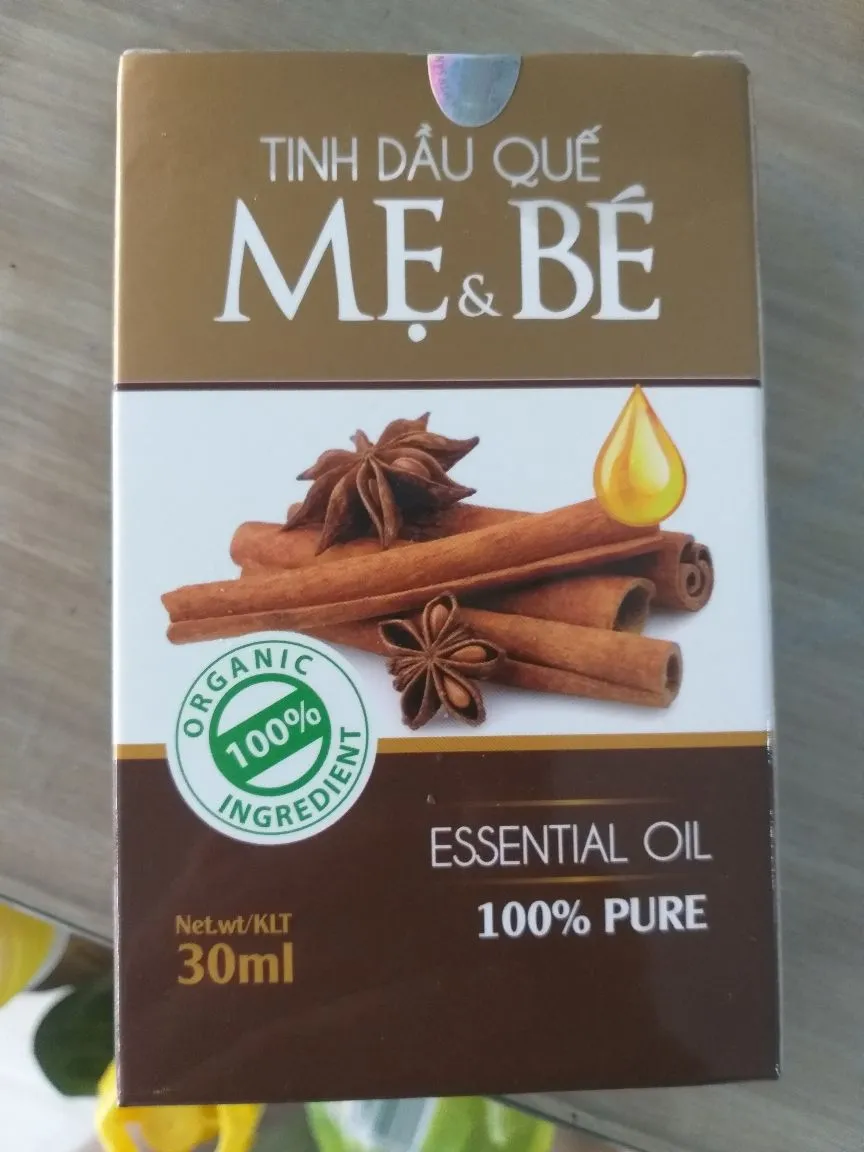 TINH DẦU QUẾ
MẸ & BÉ
ORGANIC
100%
INGREDIENT
ESSENTIAL OIL
100% PURE
Net.wt/KLT
30ml